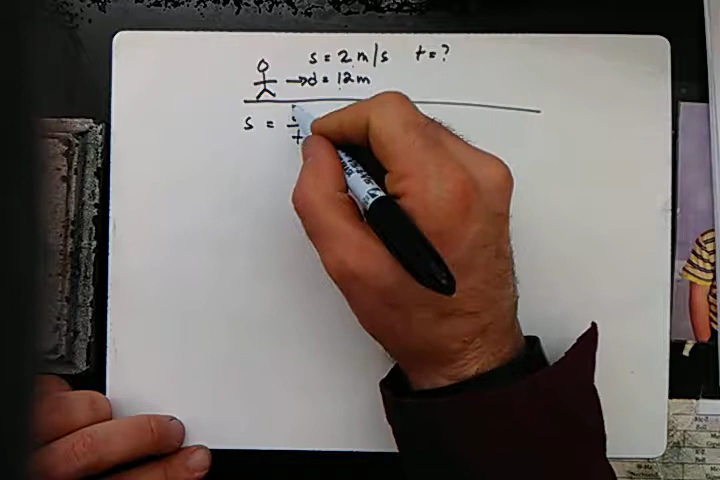 s = 2 m/s t = ?
→ d = 12 m
s = d/t